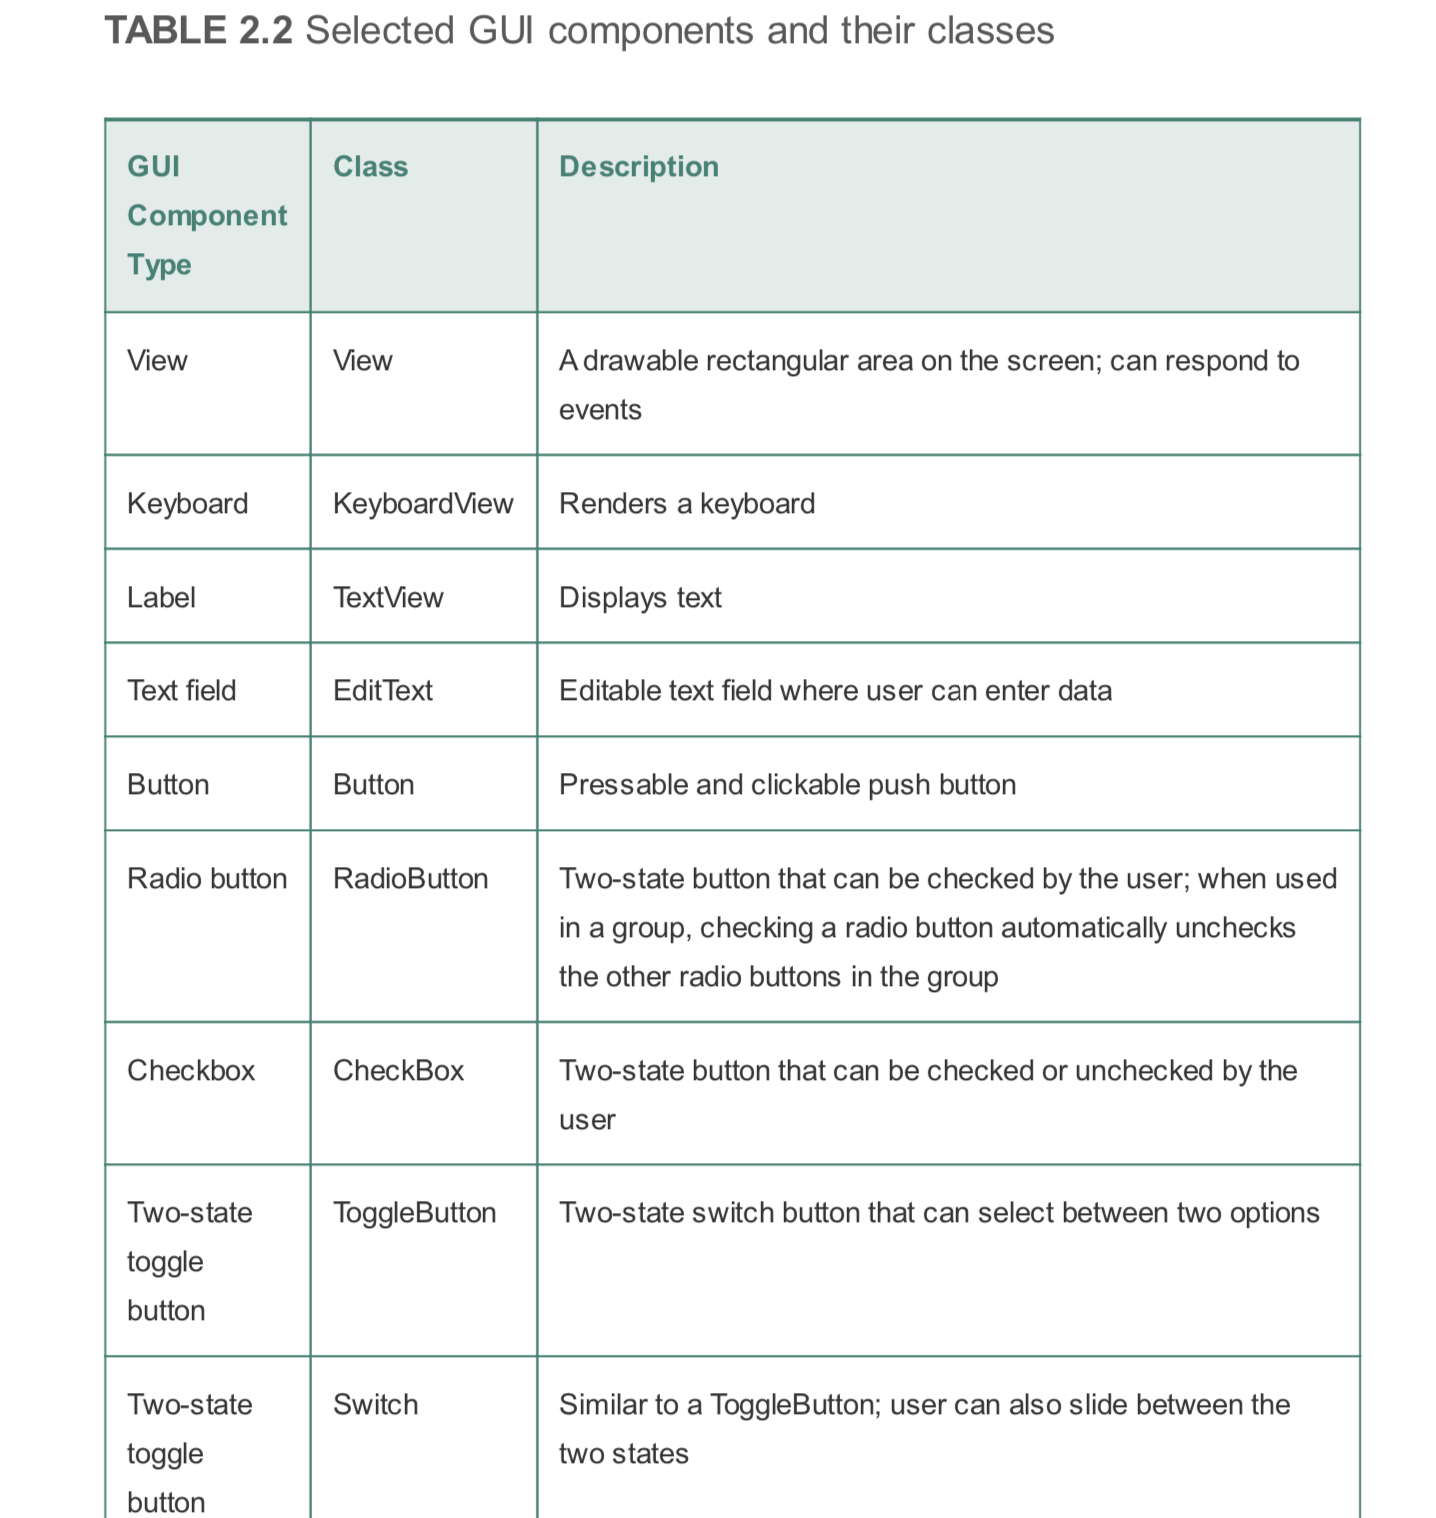 TABLE 2.2 Selected GUI components and their classes
GUI Component Type | Class | Description
View | View | A drawable rectangular area on the screen; can respond to events
Keyboard | KeyboardView | Renders a keyboard
Label | TextView | Displays text
Text field | EditText | Editable text field where user can enter data
Button | Button | Pressable and clickable push button
Radio button | RadioButton | Two-state button that can be checked by the user; when used in a group, checking a radio button automatically unchecks the other radio buttons in the group
Checkbox | CheckBox | Two-state button that can be checked or unchecked by the user
Two-state toggle button | ToggleButton | Two-state switch button that can select between two options
Two-state toggle button | Switch | Similar to a ToggleButton; user can also slide between the two states